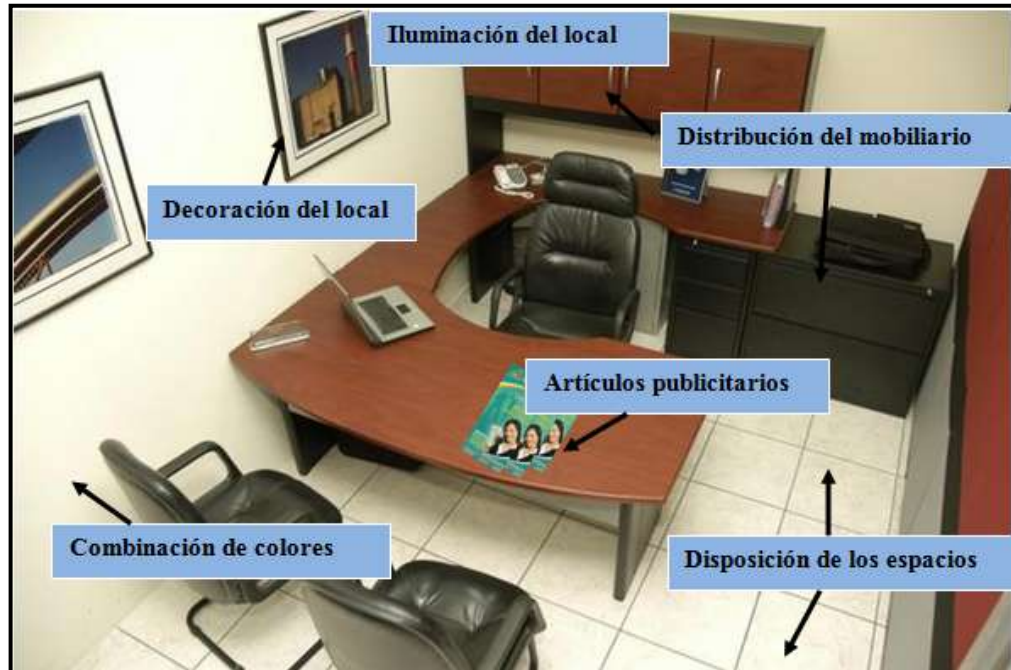 Iluminación del local
Distribución del mobiliario
Decoración del local
Artículos publicitarios
Combinación de colores
Disposición de los espacios